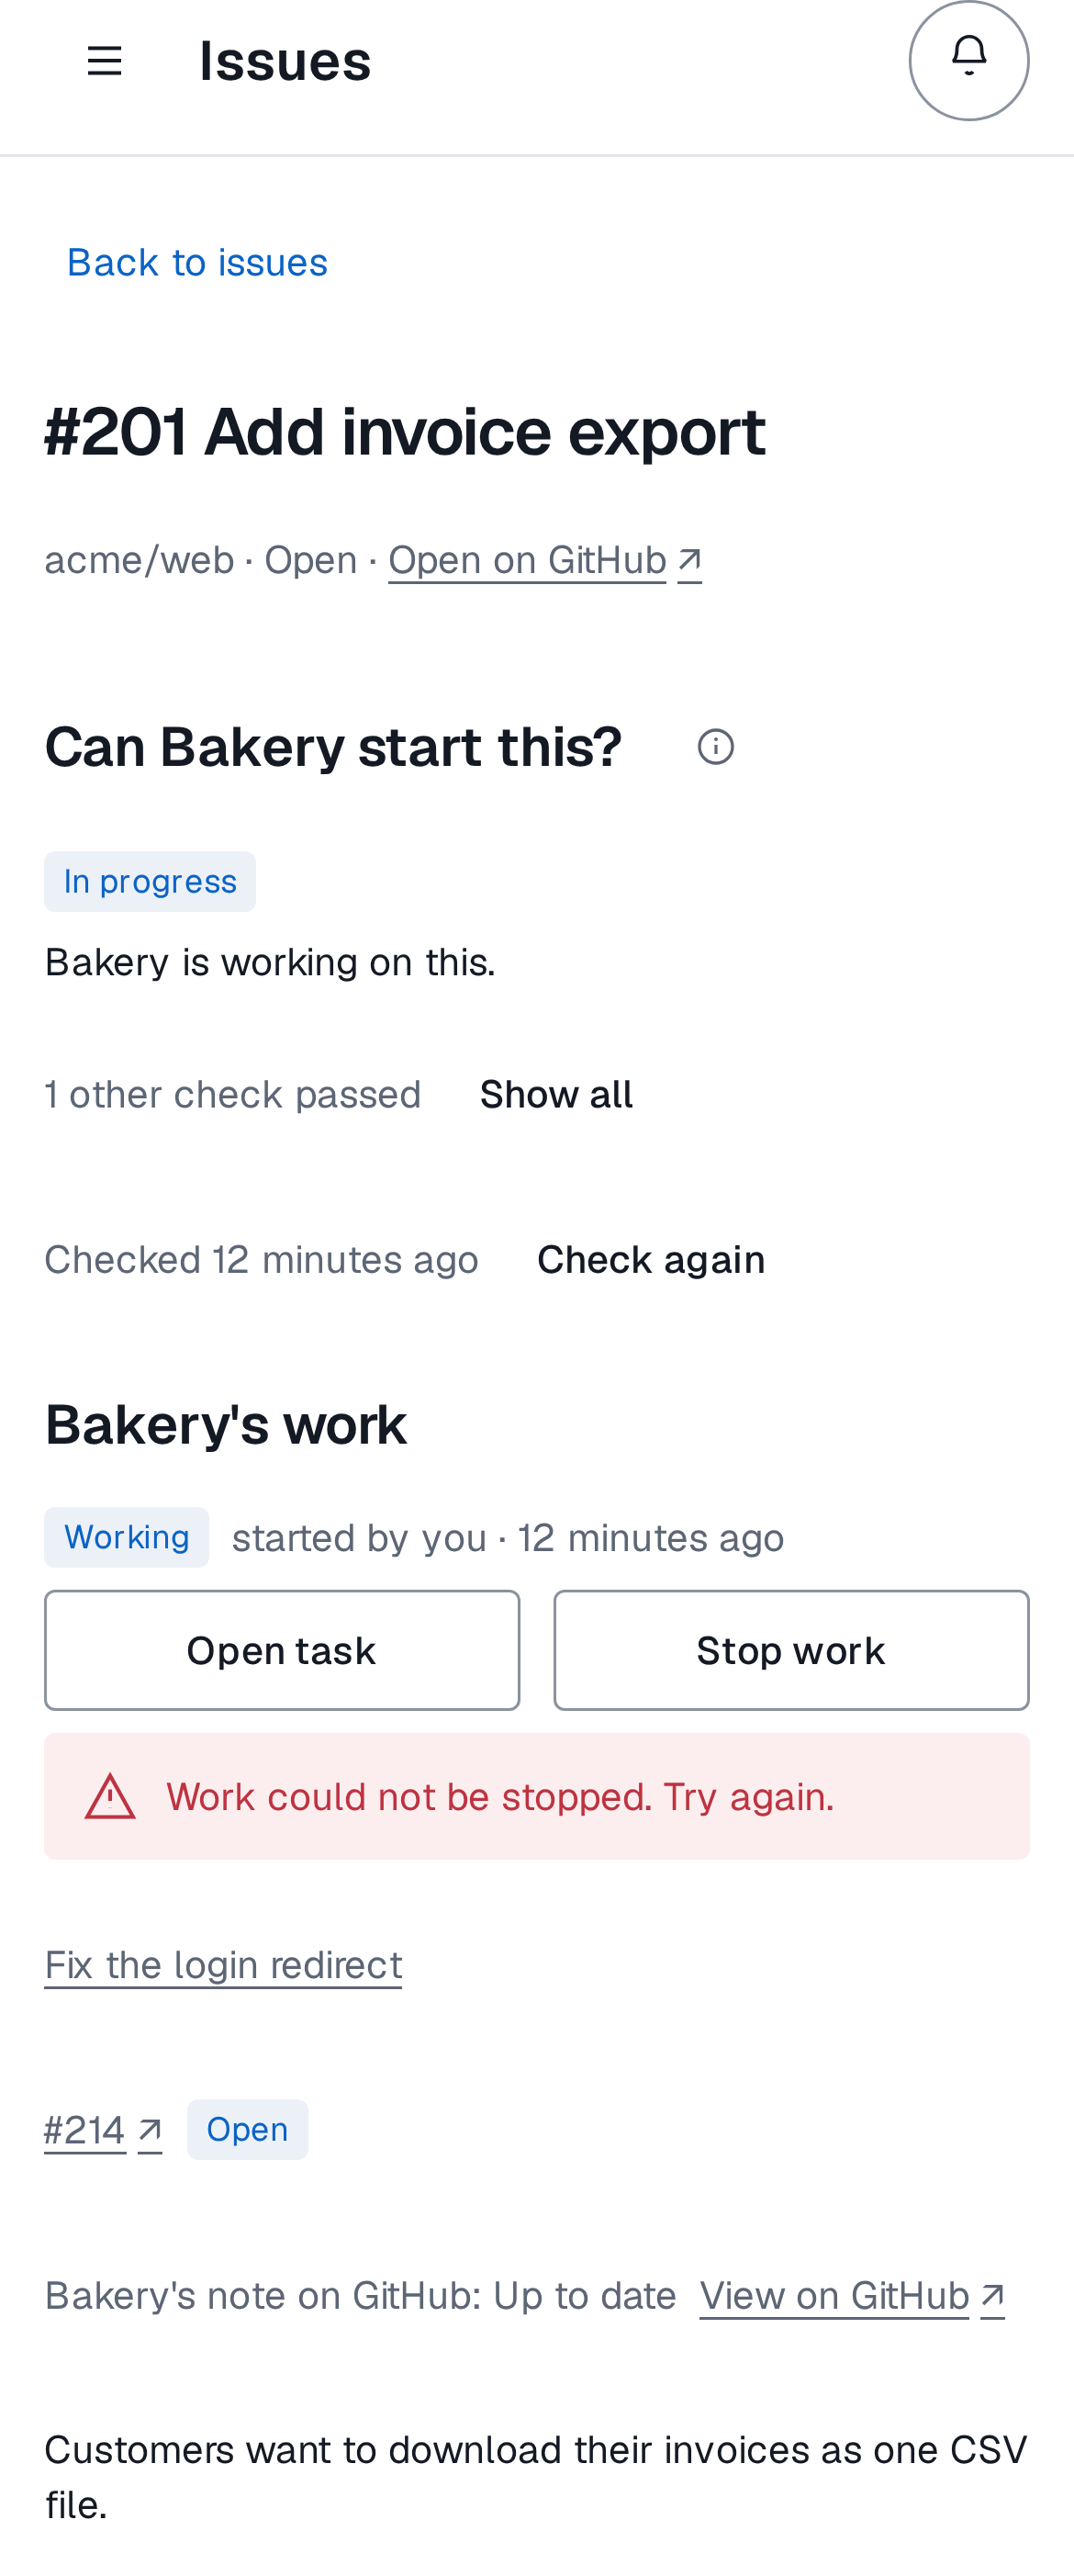 Issues
Back to issues
#201 Add invoice export
acme/web · Open · Open on GitHub ↗
Can Bakery start this?
In progress
Bakery is working on this.
1 other check passed Show all
Checked 12 minutes ago Check again
Bakery's work
Working started by you · 12 minutes ago
Open task Stop work
Work could not be stopped. Try again.
Fix the login redirect
#214 ↗ Open
Bakery's note on GitHub: Up to date View on GitHub ↗
Customers want to download their invoices as one CSV
file.